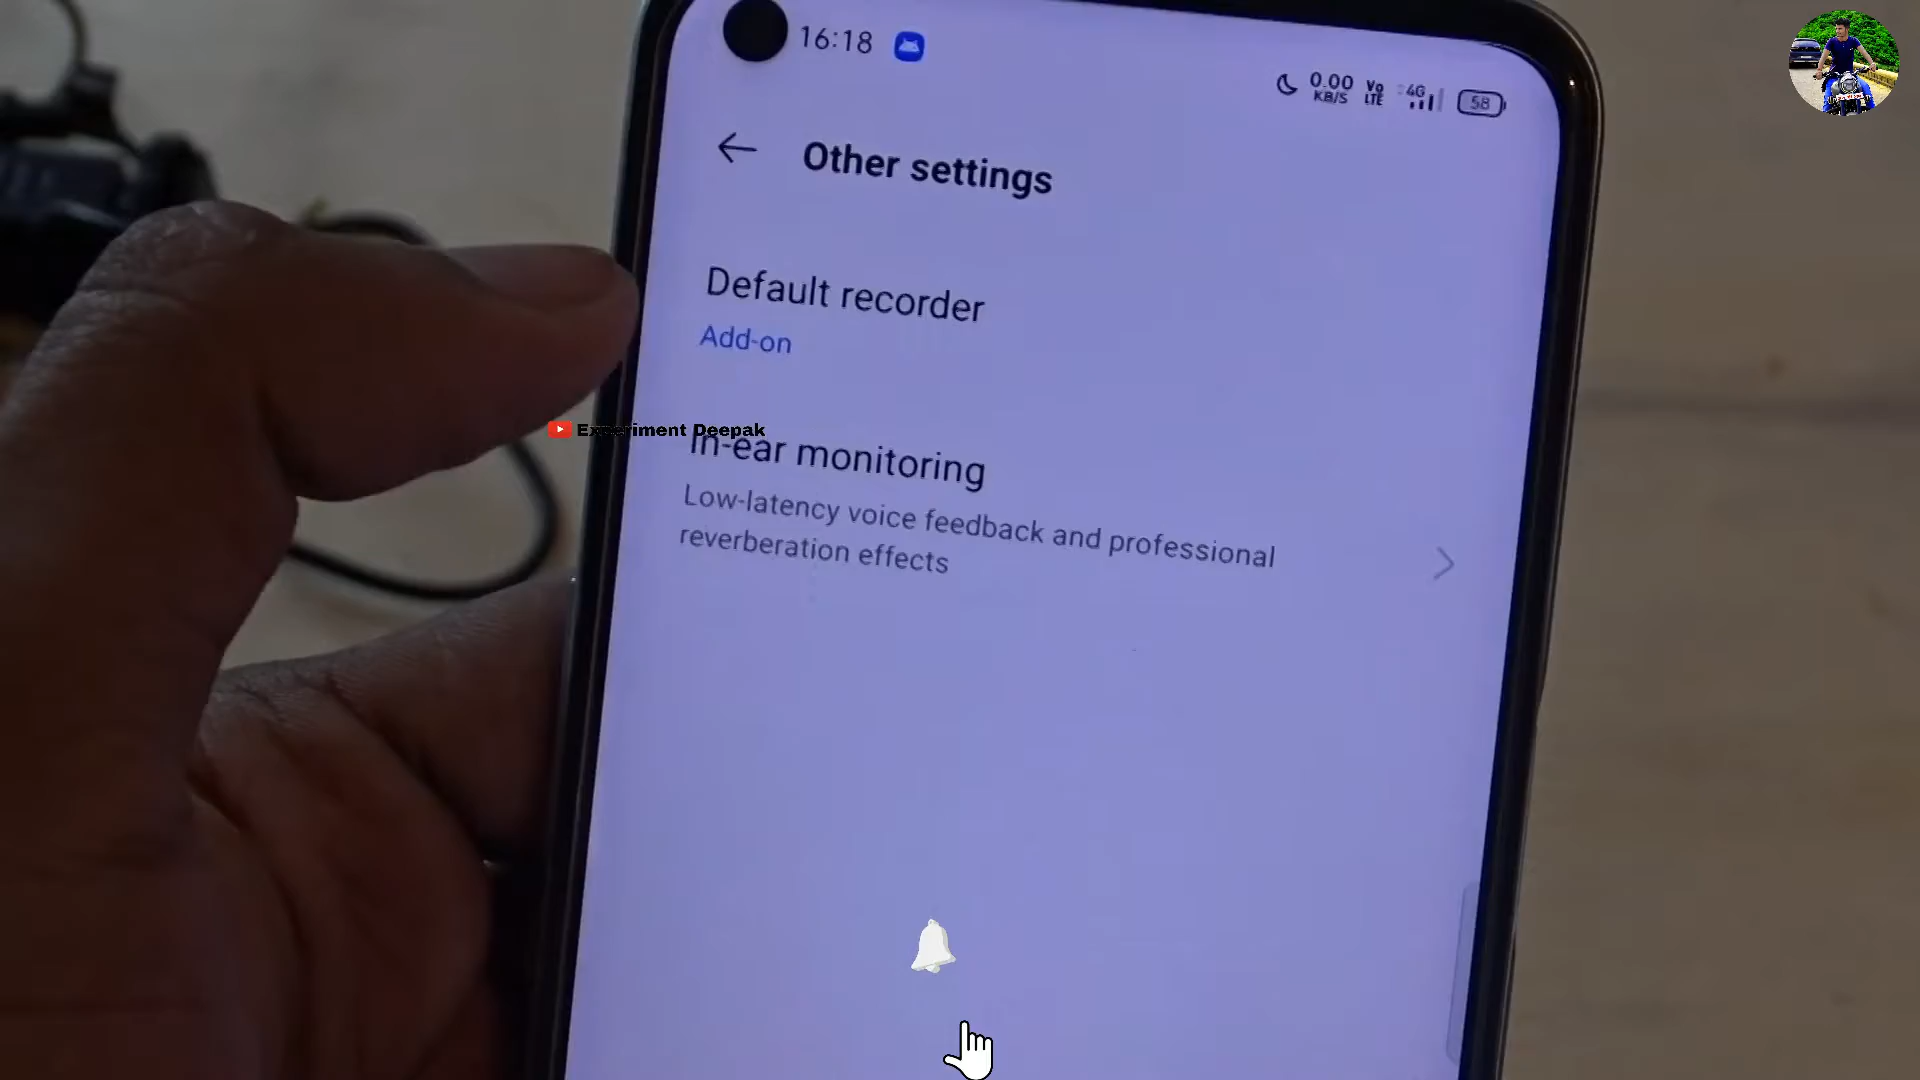 16:18
0.00
KB/S
Vo
LTE
4G
58
Other settings
Default recorder
Add-on
Experiment Deepak
In-ear monitoring
Low-latency voice feedback and professional
reverberation effects